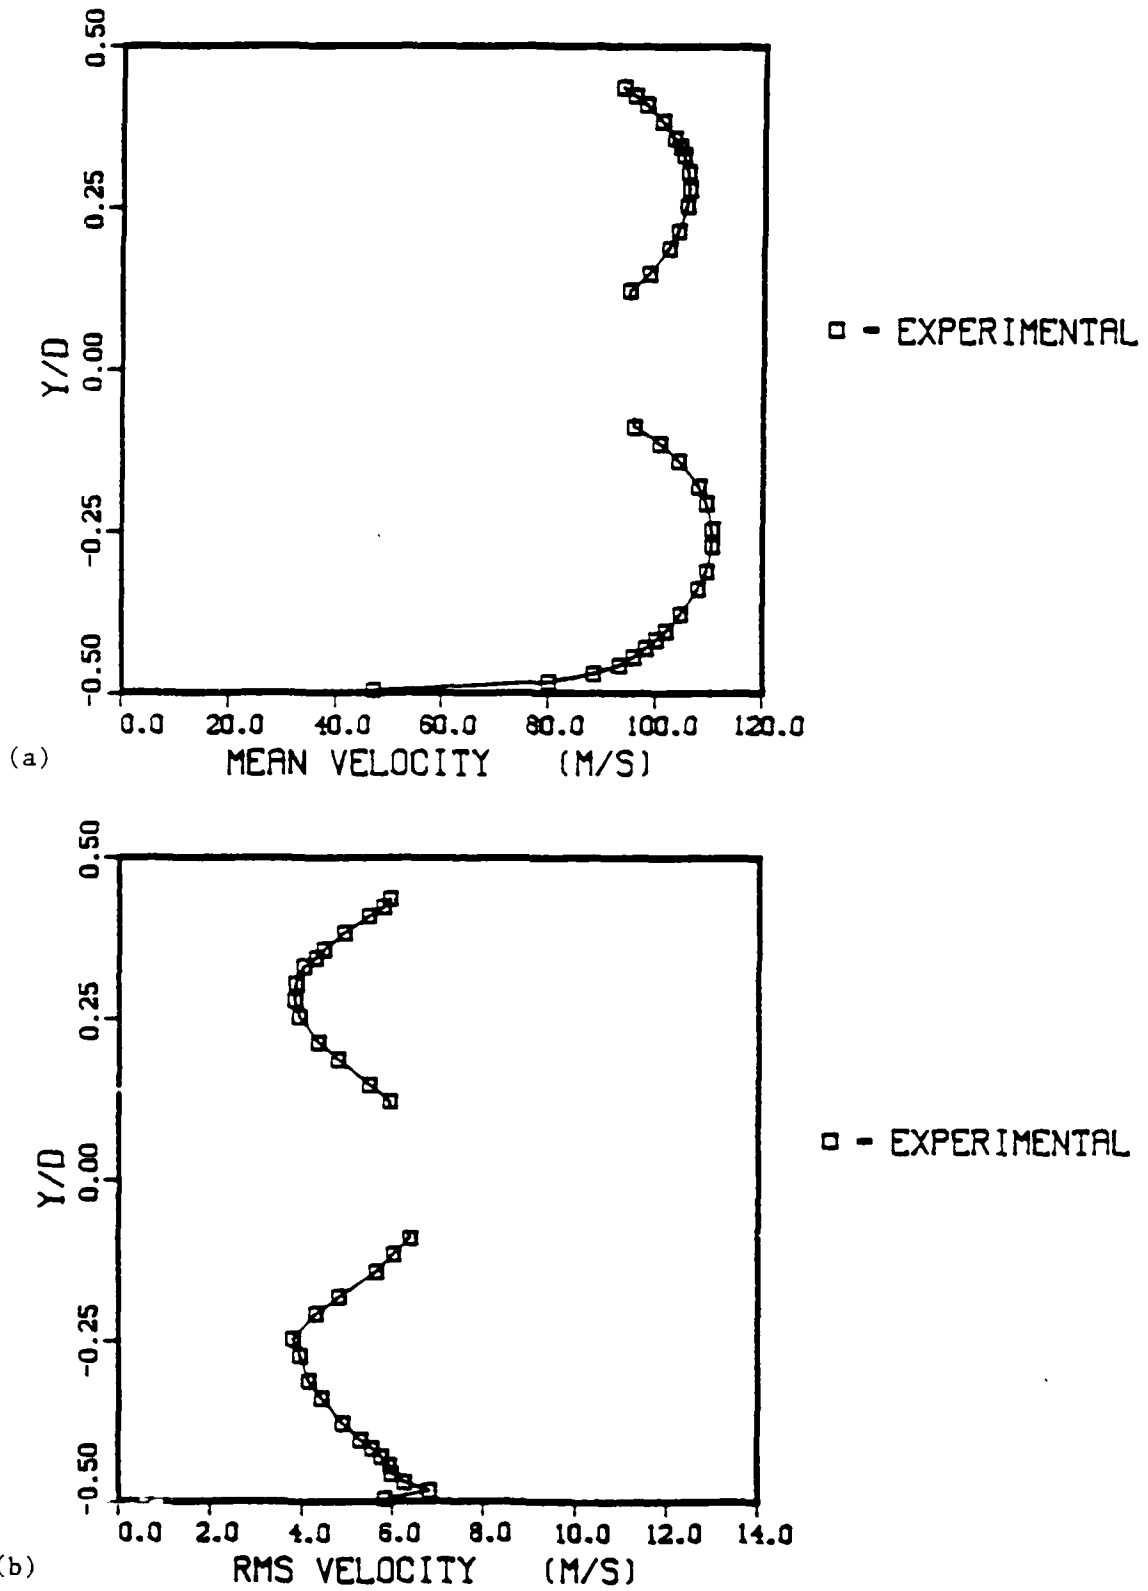 0.50
0.25
0.00
-0.25
-0.50
Y/D
0.0 20.0 40.0 60.0 80.0 100.0 120.0
MEAN VELOCITY (M/S)
(a)
□ - EXPERIMENTAL
0.50
0.25
0.00
-0.25
-0.50
Y/D
0.0 2.0 4.0 6.0 8.0 10.0 12.0 14.0
RMS VELOCITY (M/S)
(b)
□ - EXPERIMENTAL